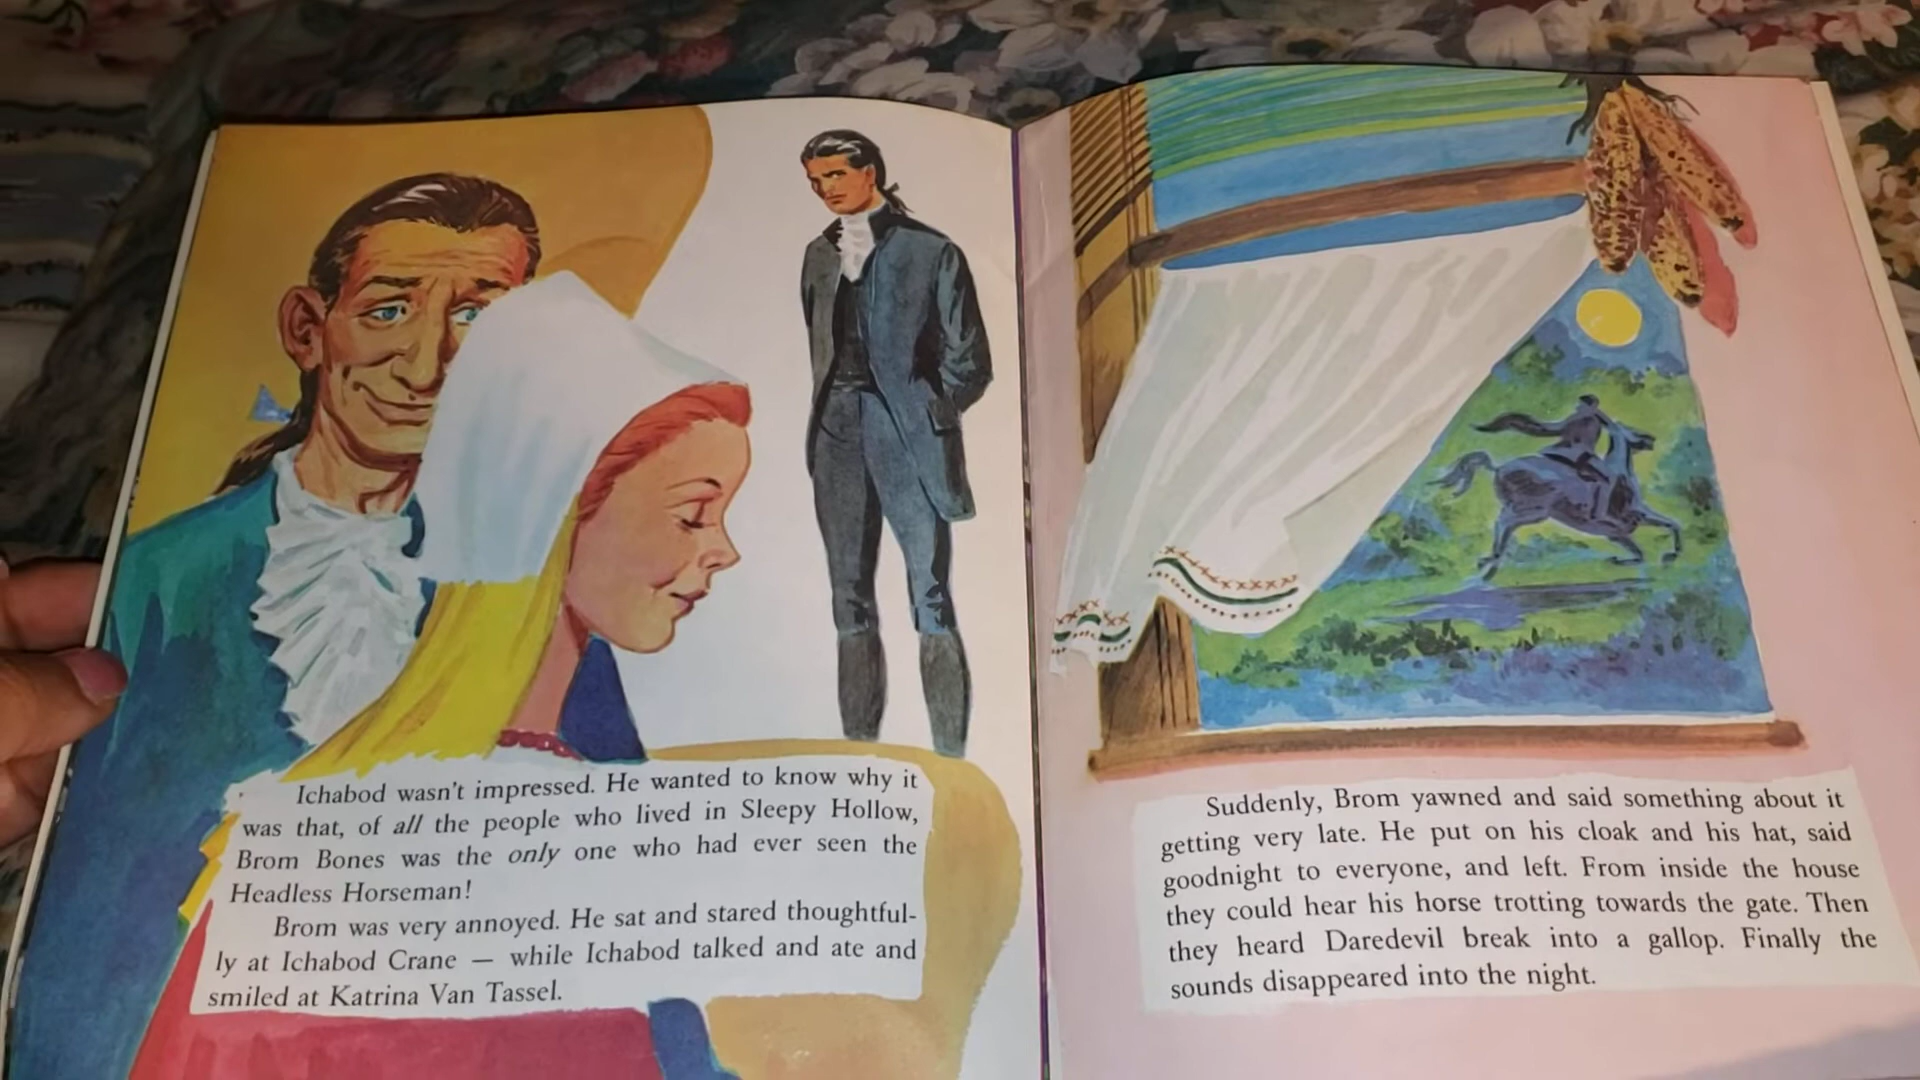 Ichabod wasn't impressed. He wanted to know why it
was that, of all the people who lived in Sleepy Hollow,
Brom Bones was the only one who had ever seen the
Headless Horseman!
Brom was very annoyed. He sat and stared thoughtful-
ly at Ichabod Crane — while Ichabod talked and ate and
smiled at Katrina Van Tassel.
Suddenly, Brom yawned and said something about it
getting very late. He put on his cloak and his hat, said
goodnight to everyone, and left. From inside the house
they could hear his horse trotting towards the gate. Then
they heard Daredevil break into a gallop. Finally the
sounds disappeared into the night.